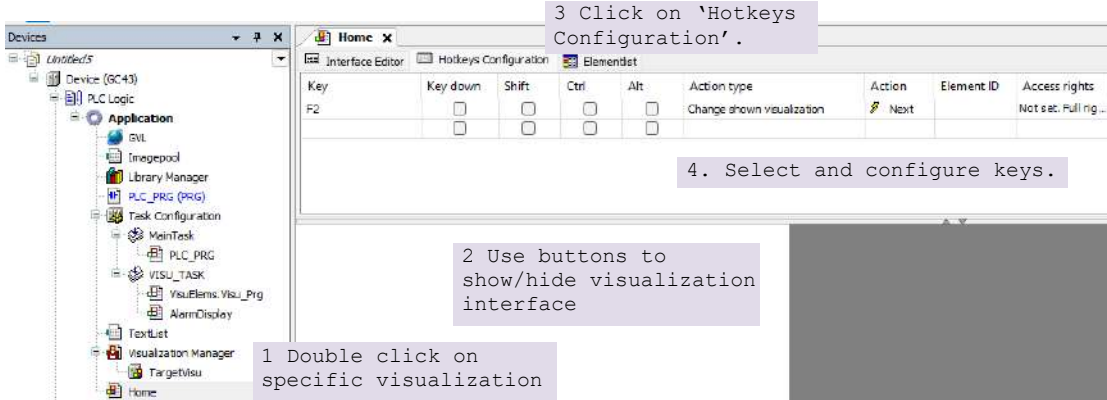 3 Click on ‘Hotkeys
Configuration’.
Devices
Home
Untitled5
Interface Editor Hotkeys Configuration Elementlist
Device (GC43)
Key Key down Shift Ctrl Alt Action type Action Element ID Access rights
PLC Logic
F2 Change shown visualization Next Not set. Full rig...
Application
GVL
Imagepool
Library Manager
4. Select and configure keys.
PLC_PRG (PRG)
Task Configuration
MainTask
PLC_PRG
VISU_TASK
VisuElems.Visu_Prg
AlarmDisplay
2 Use buttons to
show/hide visualization
interface
TextList
Visualization Manager
TargetVisu
Home
1 Double click on
specific visualization